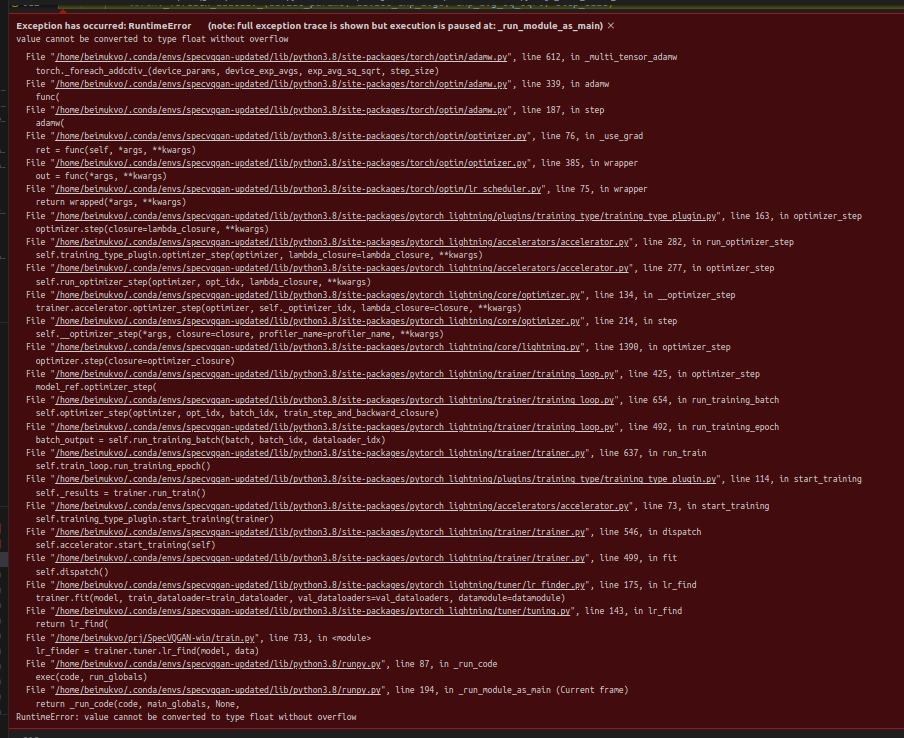 Exception has occurred: RuntimeError (note: full exception trace is shown but execution is paused at: _run_module_as_main) ×
value cannot be converted to type float without overflow
File "/home/beimukvo/.conda/envs/specvqgan-updated/lib/python3.8/site-packages/torch/optim/adamw.py", line 612, in _multi_tensor_adamw
torch._foreach_addcdiv_(device_params, device_exp_avgs, exp_avg_sq_sqrt, step_size)
File "/home/beimukvo/.conda/envs/specvqgan-updated/lib/python3.8/site-packages/torch/optim/adamw.py", line 339, in adamw
func(
File "/home/beimukvo/.conda/envs/specvqgan-updated/lib/python3.8/site-packages/torch/optim/adamw.py", line 187, in step
adamw(
File "/home/beimukvo/.conda/envs/specvqgan-updated/lib/python3.8/site-packages/torch/optim/optimizer.py", line 76, in _use_grad
ret = func(self, *args, **kwargs)
File "/home/beimukvo/.conda/envs/specvqgan-updated/lib/python3.8/site-packages/torch/optim/optimizer.py", line 385, in wrapper
out = func(*args, **kwargs)
File "/home/beimukvo/.conda/envs/specvqgan-updated/lib/python3.8/site-packages/torch/optim/lr_scheduler.py", line 75, in wrapper
return wrapped(*args, **kwargs)
File "/home/beimukvo/.conda/envs/specvqgan-updated/lib/python3.8/site-packages/pytorch_lightning/plugins/training_type/training_type_plugin.py", line 163, in optimizer_step
optimizer.step(closure=lambda_closure, **kwargs)
File "/home/beimukvo/.conda/envs/specvqgan-updated/lib/python3.8/site-packages/pytorch_lightning/accelerators/accelerator.py", line 282, in run_optimizer_step
self.training_type_plugin.optimizer_step(optimizer, lambda_closure=lambda_closure, **kwargs)
File "/home/beimukvo/.conda/envs/specvqgan-updated/lib/python3.8/site-packages/pytorch_lightning/accelerators/accelerator.py", line 277, in optimizer_step
self.run_optimizer_step(optimizer, opt_idx, lambda_closure, **kwargs)
File "/home/beimukvo/.conda/envs/specvqgan-updated/lib/python3.8/site-packages/pytorch_lightning/core/optimizer.py", line 134, in __optimizer_step
trainer.accelerator.optimizer_step(optimizer, self._optimizer_idx, lambda_closure=closure, **kwargs)
File "/home/beimukvo/.conda/envs/specvqgan-updated/lib/python3.8/site-packages/pytorch_lightning/core/optimizer.py", line 214, in step
self.__optimizer_step(*args, closure=closure, profiler_name=profiler_name, **kwargs)
File "/home/beimukvo/.conda/envs/specvqgan-updated/lib/python3.8/site-packages/pytorch_lightning/core/lightning.py", line 1390, in optimizer_step
optimizer.step(closure=optimizer_closure)
File "/home/beimukvo/.conda/envs/specvqgan-updated/lib/python3.8/site-packages/pytorch_lightning/trainer/training_loop.py", line 425, in optimizer_step
model_ref.optimizer_step(
File "/home/beimukvo/.conda/envs/specvqgan-updated/lib/python3.8/site-packages/pytorch_lightning/trainer/training_loop.py", line 654, in run_training_batch
self.optimizer_step(optimizer, opt_idx, batch_idx, train_step_and_backward_closure)
File "/home/beimukvo/.conda/envs/specvqgan-updated/lib/python3.8/site-packages/pytorch_lightning/trainer/training_loop.py", line 492, in run_training_epoch
batch_output = self.run_training_batch(batch, batch_idx, dataloader_idx)
File "/home/beimukvo/.conda/envs/specvqgan-updated/lib/python3.8/site-packages/pytorch_lightning/trainer/trainer.py", line 637, in run_train
self.train_loop.run_training_epoch()
File "/home/beimukvo/.conda/envs/specvqgan-updated/lib/python3.8/site-packages/pytorch_lightning/plugins/training_type/training_type_plugin.py", line 114, in start_training
self._results = trainer.run_train()
File "/home/beimukvo/.conda/envs/specvqgan-updated/lib/python3.8/site-packages/pytorch_lightning/accelerators/accelerator.py", line 73, in start_training
self.training_type_plugin.start_training(trainer)
File "/home/beimukvo/.conda/envs/specvqgan-updated/lib/python3.8/site-packages/pytorch_lightning/trainer/trainer.py", line 546, in dispatch
self.accelerator.start_training(self)
File "/home/beimukvo/.conda/envs/specvqgan-updated/lib/python3.8/site-packages/pytorch_lightning/trainer/trainer.py", line 499, in fit
self.dispatch()
File "/home/beimukvo/.conda/envs/specvqgan-updated/lib/python3.8/site-packages/pytorch_lightning/tuner/lr_finder.py", line 175, in lr_find
trainer.fit(model, train_dataloader=train_dataloader, val_dataloaders=val_dataloaders, datamodule=datamodule)
File "/home/beimukvo/.conda/envs/specvqgan-updated/lib/python3.8/site-packages/pytorch_lightning/tuner/tuning.py", line 143, in lr_find
return lr_find(
File "/home/beimukvo/prj/SpecVQGAN-win/train.py", line 733, in <module>
lr_finder = trainer.tuner.lr_find(model, data)
File "/home/beimukvo/.conda/envs/specvqgan-updated/lib/python3.8/runpy.py", line 87, in _run_code
exec(code, run_globals)
File "/home/beimukvo/.conda/envs/specvqgan-updated/lib/python3.8/runpy.py", line 194, in _run_module_as_main (Current frame)
return _run_code(code, main_globals, None,
RuntimeError: value cannot be converted to type float without overflow